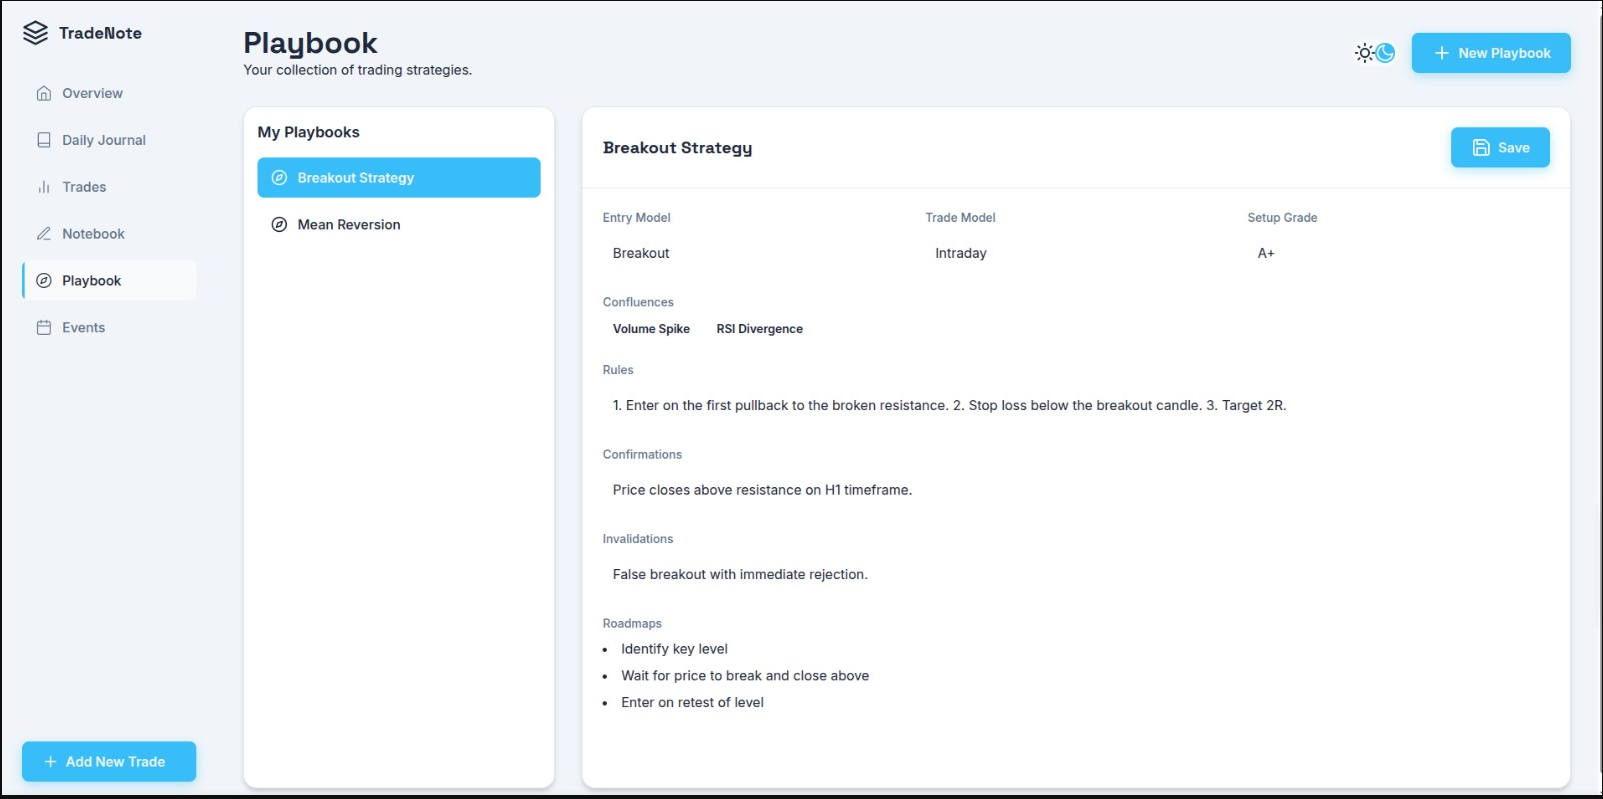 TradeNote
Overview
Daily Journal
Trades
Notebook
Playbook
Events
Add New Trade
Playbook
Your collection of trading strategies.
New Playbook
My Playbooks
Breakout Strategy
Mean Reversion
Breakout Strategy
Save
Entry Model
Breakout
Trade Model
Intraday
Setup Grade
A+
Confluences
Volume Spike RSI Divergence
Rules
1. Enter on the first pullback to the broken resistance. 2. Stop loss below the breakout candle. 3. Target 2R.
Confirmations
Price closes above resistance on H1 timeframe.
Invalidations
False breakout with immediate rejection.
Roadmaps
• Identify key level
• Wait for price to break and close above
• Enter on retest of level